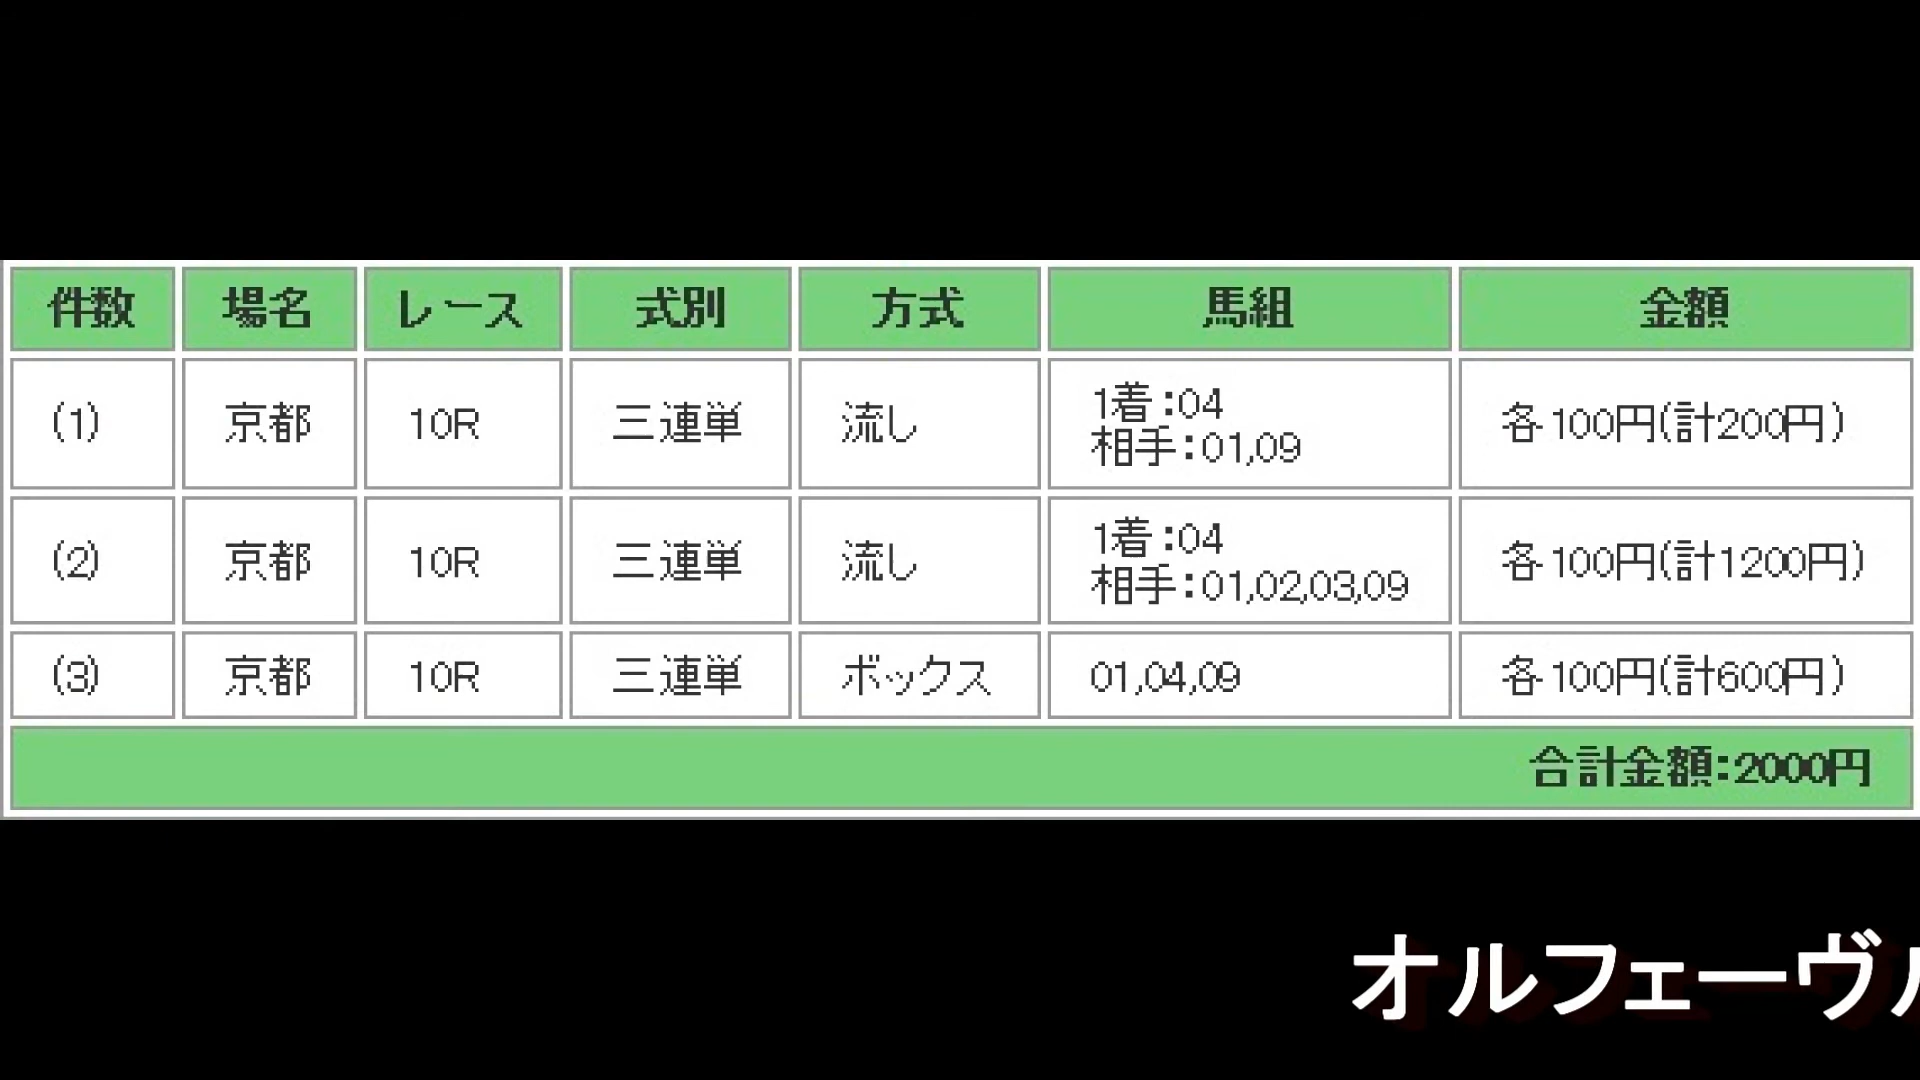 件数 場名 レース 式別 方式 馬組 金額
(1) 京都 10R 三連単 流し 1着:04 各100円(計200円)
相手:01,09
(2) 京都 10R 三連単 流し 1着:04 各100円(計1200円)
相手:01,02,03,09
(3) 京都 10R 三連単 ボックス 01,04,09 各100円(計600円)
合計金額:2000円
オルフェーヴ